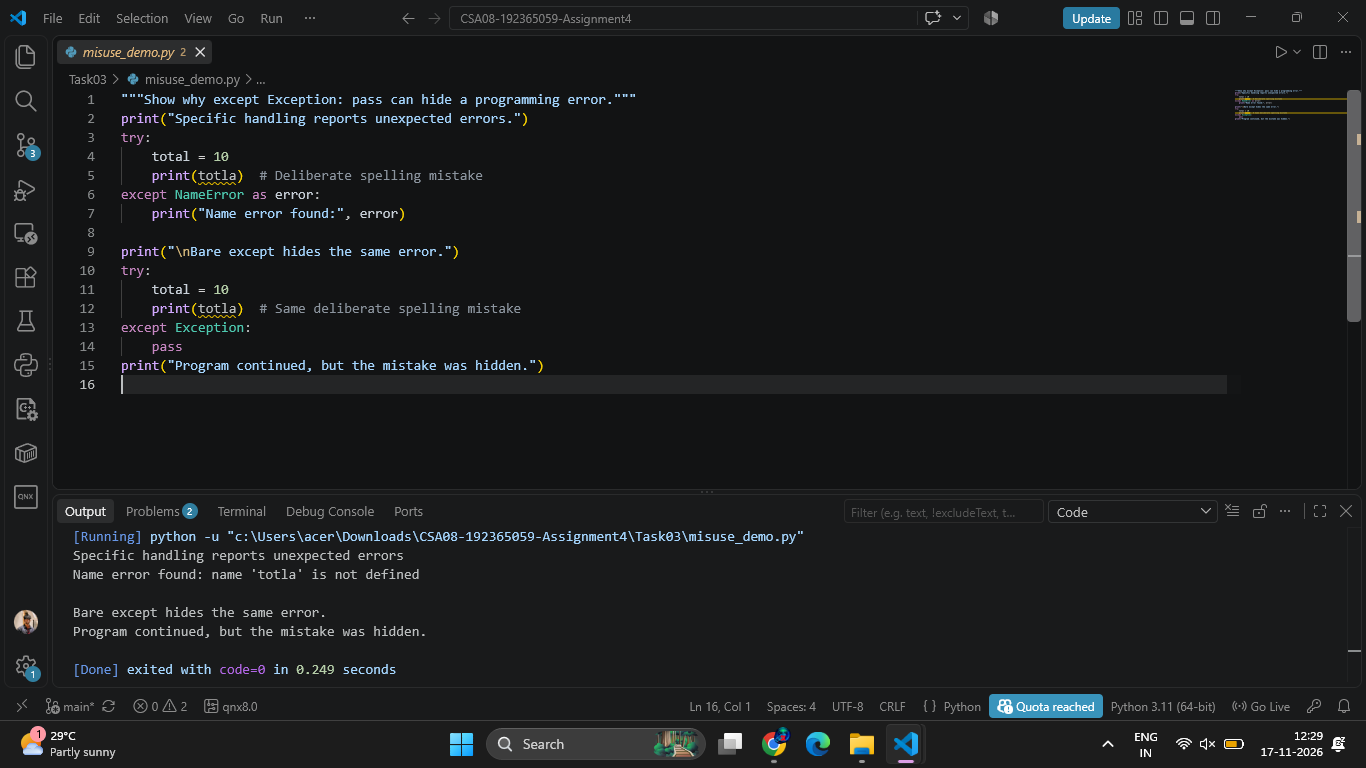 File Edit Selection View Go Run ···
CSA08-192365059-Assignment4
Update
misuse_demo.py 2
Task03 > misuse_demo.py > ...
1 """Show why except Exception: pass can hide a programming error."""
2 print("Specific handling reports unexpected errors.")
3 try:
4     total = 10
5     print(totla)  # Deliberate spelling mistake
6 except NameError as error:
7     print("Name error found:", error)
8
9 print("\nBare except hides the same error.")
10 try:
11     total = 10
12     print(totla)  # Same deliberate spelling mistake
13 except Exception:
14     pass
15 print("Program continued, but the mistake was hidden.")
16
3
QNX
1
Output Problems 2 Terminal Debug Console Ports
Filter (e.g. text, !excludeText, t...
Code
[Running] python -u "c:\Users\acer\Downloads\CSA08-192365059-Assignment4\Task03\misuse_demo.py"
Specific handling reports unexpected errors
Name error found: name 'totla' is not defined

Bare except hides the same error.
Program continued, but the mistake was hidden.

[Done] exited with code=0 in 0.249 seconds
main* 0 2 qnx8.0 Ln 16, Col 1 Spaces: 4 UTF-8 CRLF { } Python Quota reached Python 3.11 (64-bit) Go Live
1
29°C
Partly sunny
Search
ENG
IN
12:29
17-11-2026